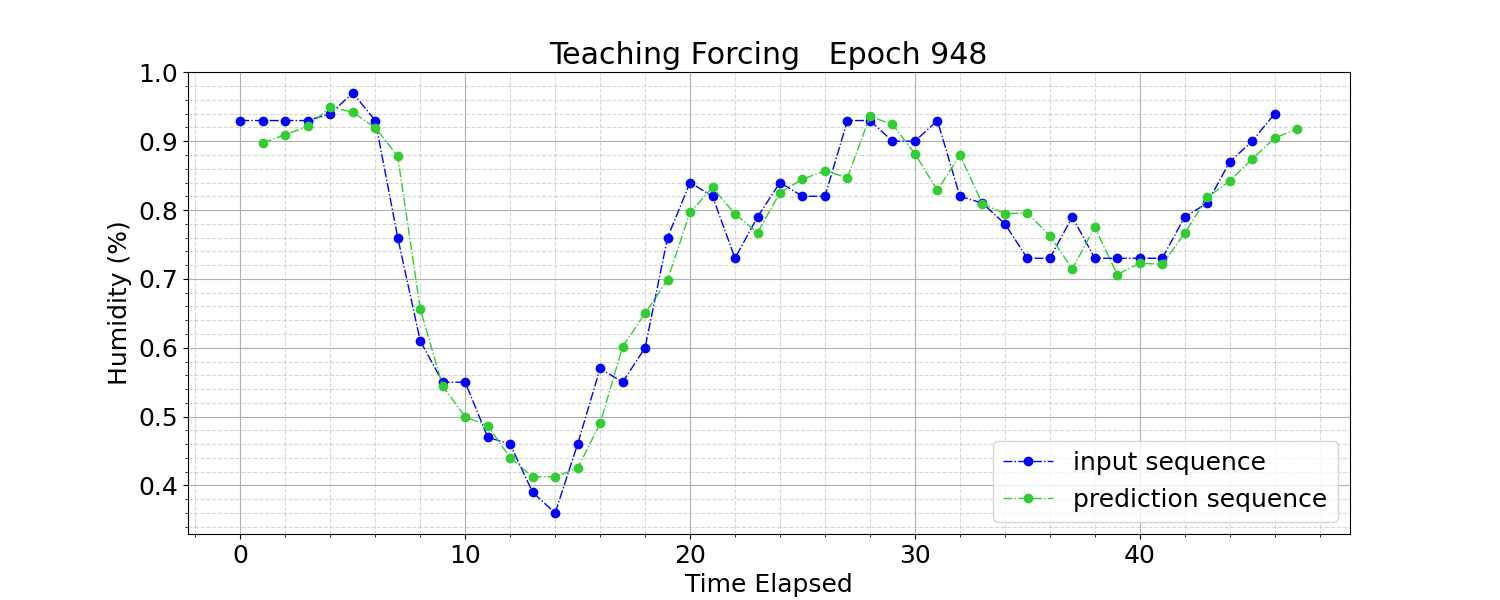 Teaching Forcing   Epoch 948
1.0
0.9
0.8
0.7
0.6
0.5
0.4
Humidity (%)
input sequence
prediction sequence
0 10 20 30 40
Time Elapsed